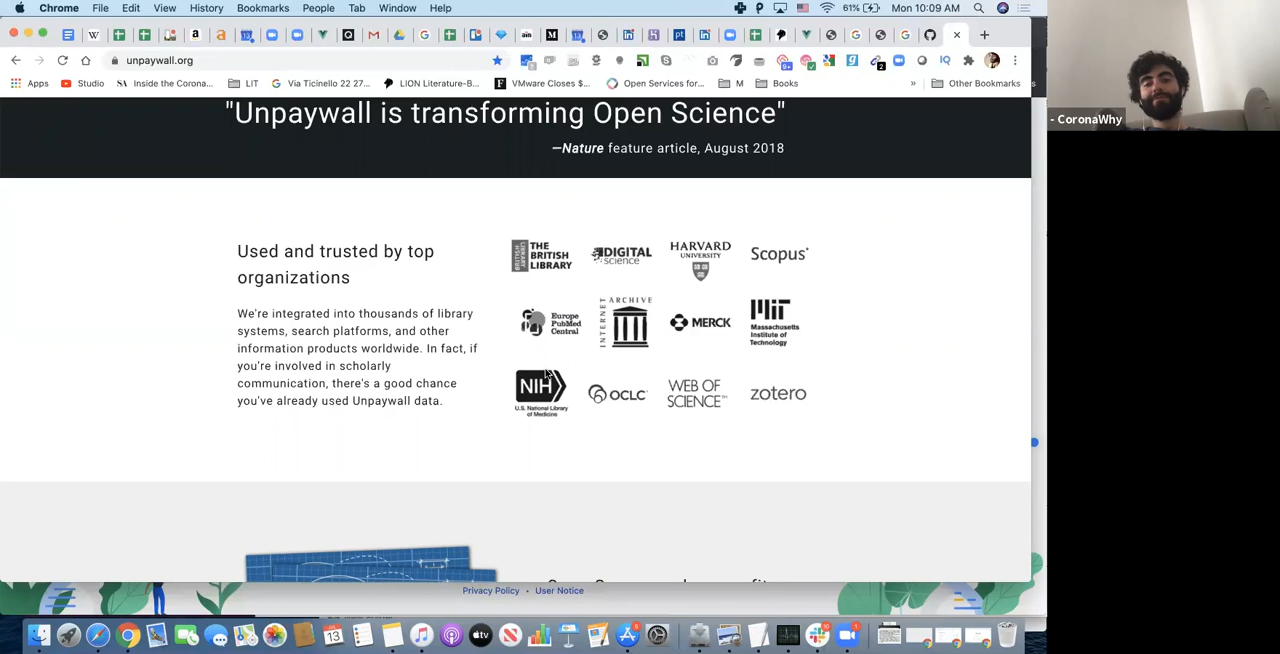 Chrome File Edit View History Bookmarks People Tab Window Help 61% Mon 10:09 AM
unpaywall.org
Apps Studio Inside the Corona... LIT Via Ticinello 22 27... LION Literature-B... VMware Closes $... Open Services for... M Books » Other Bookmarks
- CoronaWhy
"Unpaywall is transforming Open Science"
—Nature feature article, August 2018
Used and trusted by top
organizations
We're integrated into thousands of library
systems, search platforms, and other
information products worldwide. In fact, if
you're involved in scholarly
communication, there's a good chance
you've already used Unpaywall data.
THE BRITISH LIBRARY
DIGITAL science
HARVARD UNIVERSITY
Scopus
Europe PubMed Central
INTERNET ARCHIVE
MERCK
MIT Massachusetts Institute of Technology
NIH U.S. National Library of Medicine
OCLC
WEB OF SCIENCE
zotero
Privacy Policy • User Notice